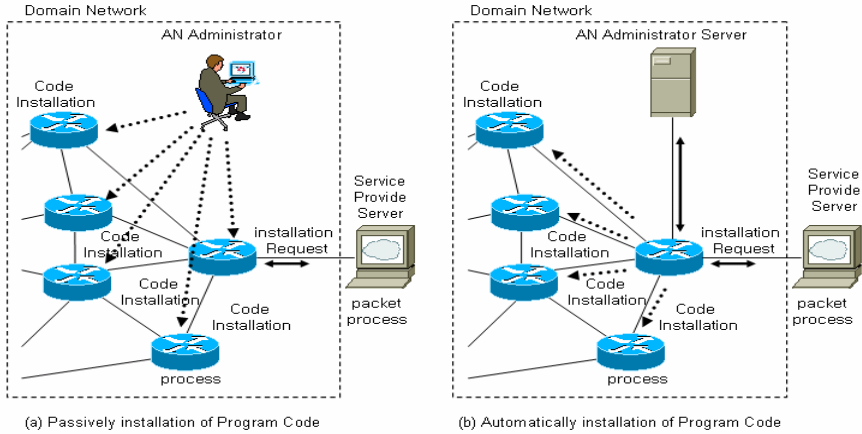 Domain Network
AN Administrator
Code
Installation
Code
Installation
Code
Installation
Code
Installation
installation
Request
Service
Provide
Server
packet
process
process
(a) Passively installation of Program Code
Domain Network
AN Administrator Server
Code
Installation
Code
Installation
Code
Installation
Code
Installation
installation
Request
Service
Provide
Server
packet
process
process
(b) Automatically installation of Program Code